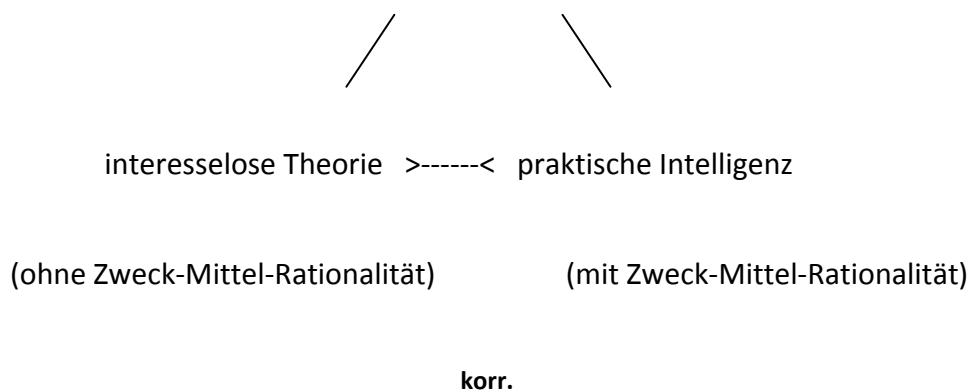 interesselose Theorie >------< praktische Intelligenz
(ohne Zweck-Mittel-Rationalität) (mit Zweck-Mittel-Rationalität)
korr.